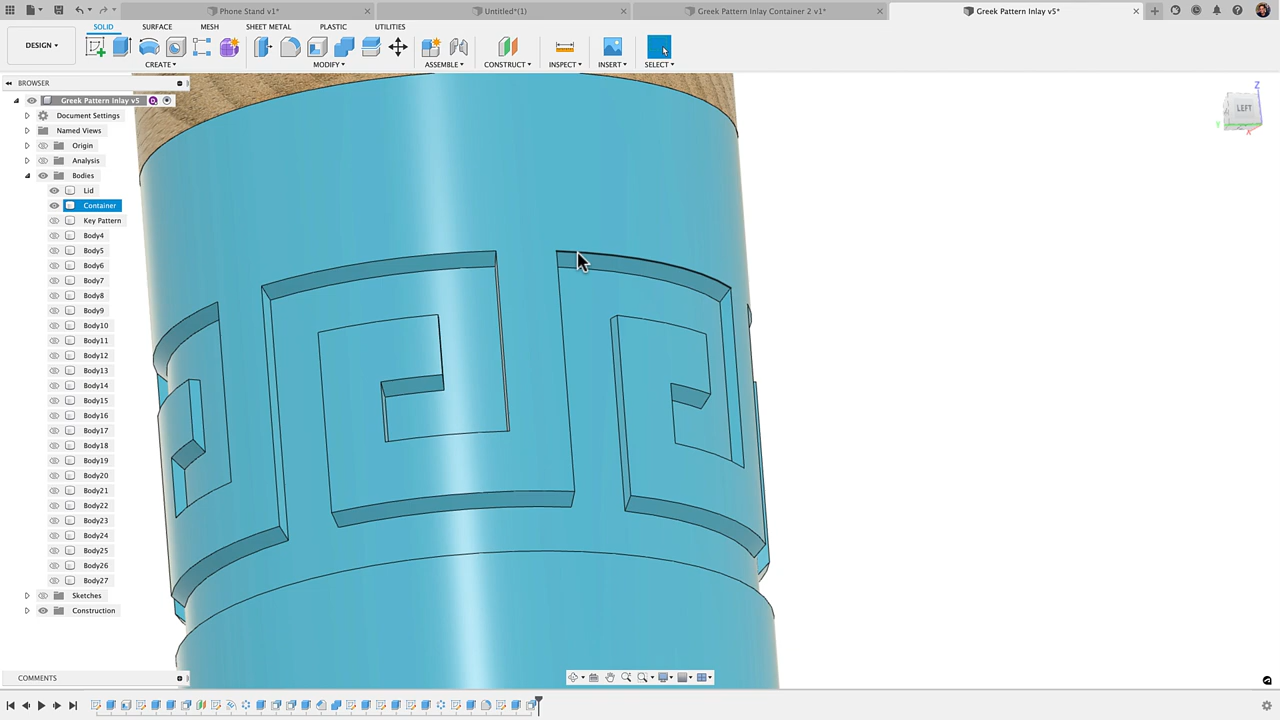 Phone Stand v1*
Untitled*(1)
Greek Pattern Inlay Container 2 v1*
Greek Pattern Inlay v5*
DESIGN
SOLID
SURFACE
MESH
SHEET METAL
PLASTIC
UTILITIES
CREATE
MODIFY
ASSEMBLE
CONSTRUCT
INSPECT
INSERT
SELECT
BROWSER
Greek Pattern Inlay v5
Document Settings
Named Views
Origin
Analysis
Bodies
Lid
Container
Key Pattern
Body4
Body5
Body6
Body7
Body8
Body9
Body10
Body11
Body12
Body13
Body14
Body15
Body16
Body17
Body18
Body19
Body20
Body21
Body22
Body23
Body24
Body25
Body26
Body27
Sketches
Construction
COMMENTS
Z
LEFT
Y
X